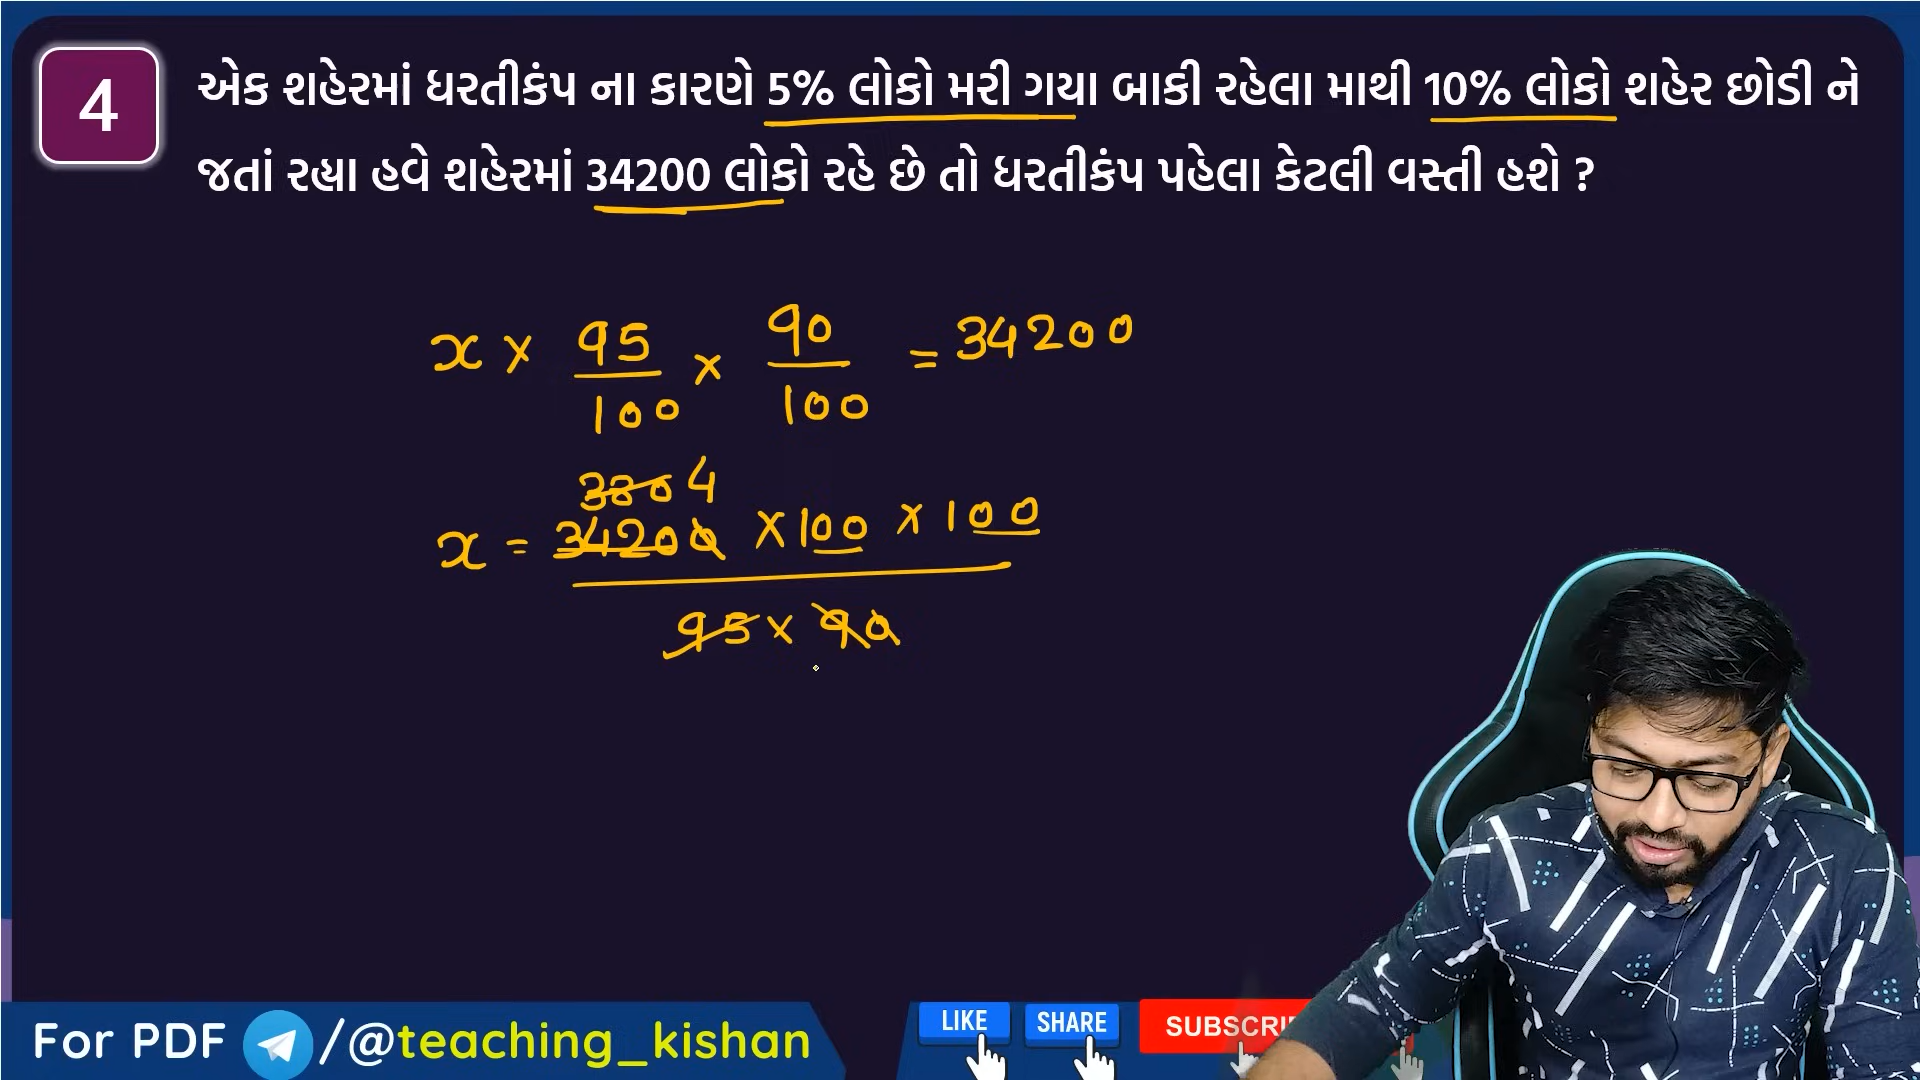 4
એક શહેરમાં ધરતીકંપ ના કારણે 5% લોકો મરી ગયા બાકી રહેલા માથી 10% લોકો શહેર છોડી ને
જતાં રહ્યા હવે શહેરમાં 34200 લોકો રહે છે તો ધરતીકંપ પહેલા કેટલી વસ્તી હશે ?
x × 95/100 × 90/100 = 34200
4
x = 34200 × 100 × 100
95 × 90
For PDF /@teaching_kishan
LIKE
SHARE